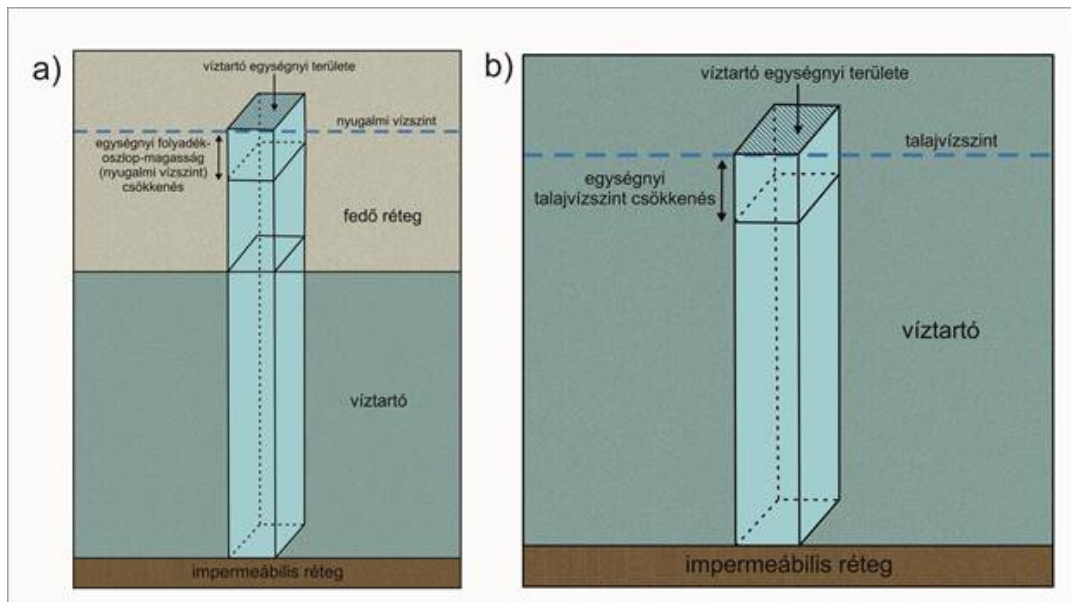 a)
víztartó egységnyi területe
nyugalmi vízszint
egységnyi folyadék-
oszlop-magasság
(nyugalmi vízszint)
csökkenés
fedő réteg
víztartó
impermeábilis réteg
b)
víztartó egységnyi területe
talajvízszint
egységnyi
talajvízszint csökkenés
víztartó
impermeábilis réteg